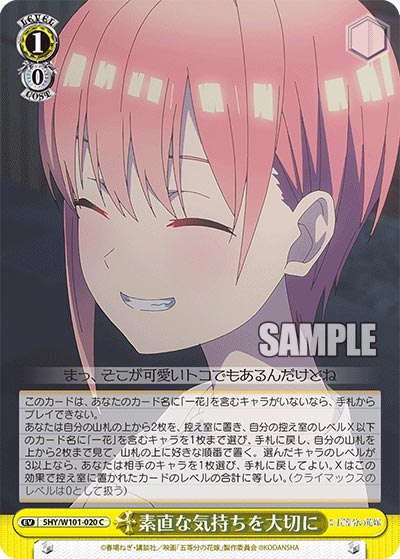 LEVEL
1
0
COST
SAMPLE
まっ、そこが可愛いトコでもあるんだけどね
このカードは、あなたのカード名に「一花」を含むキャラがいないなら、手札から
プレイできない。
あなたは自分の山札の上から2枚を、控え室に置き、自分の控え室のレベルX以下
のカード名に「一花」を含むキャラを1枚まで選び、手札に戻し、自分の山札の
上から2枚まで見て、山札の上に好きな順番で置く。選んだキャラのレベルが
3以上なら、あなたは相手のキャラを1枚選び、手札に戻してよい。Xはそれらの
この効果で控え室に置かれたカードのレベルの合計に等しい。(クライマックスの
レベルは0として扱う)
EV
SHY/W101-020 C
素直な気持ちを大切に
五等分の花嫁
©春場ねぎ・講談社／映画「五等分の花嫁」製作委員会 ®KODANSHA